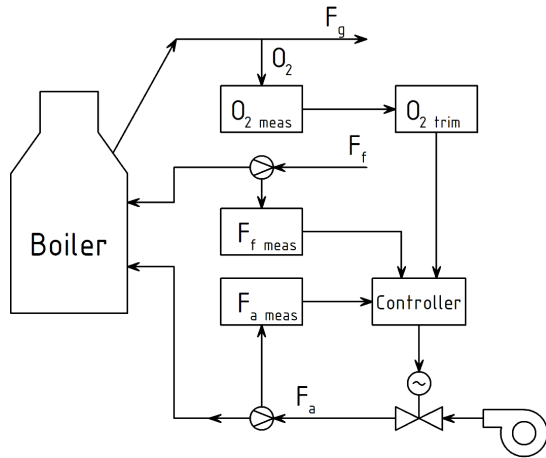 F_g
O_2
O_2 meas
O_2 trim
F_f
Boiler
F_f meas
F_a meas
Controller
~
F_a